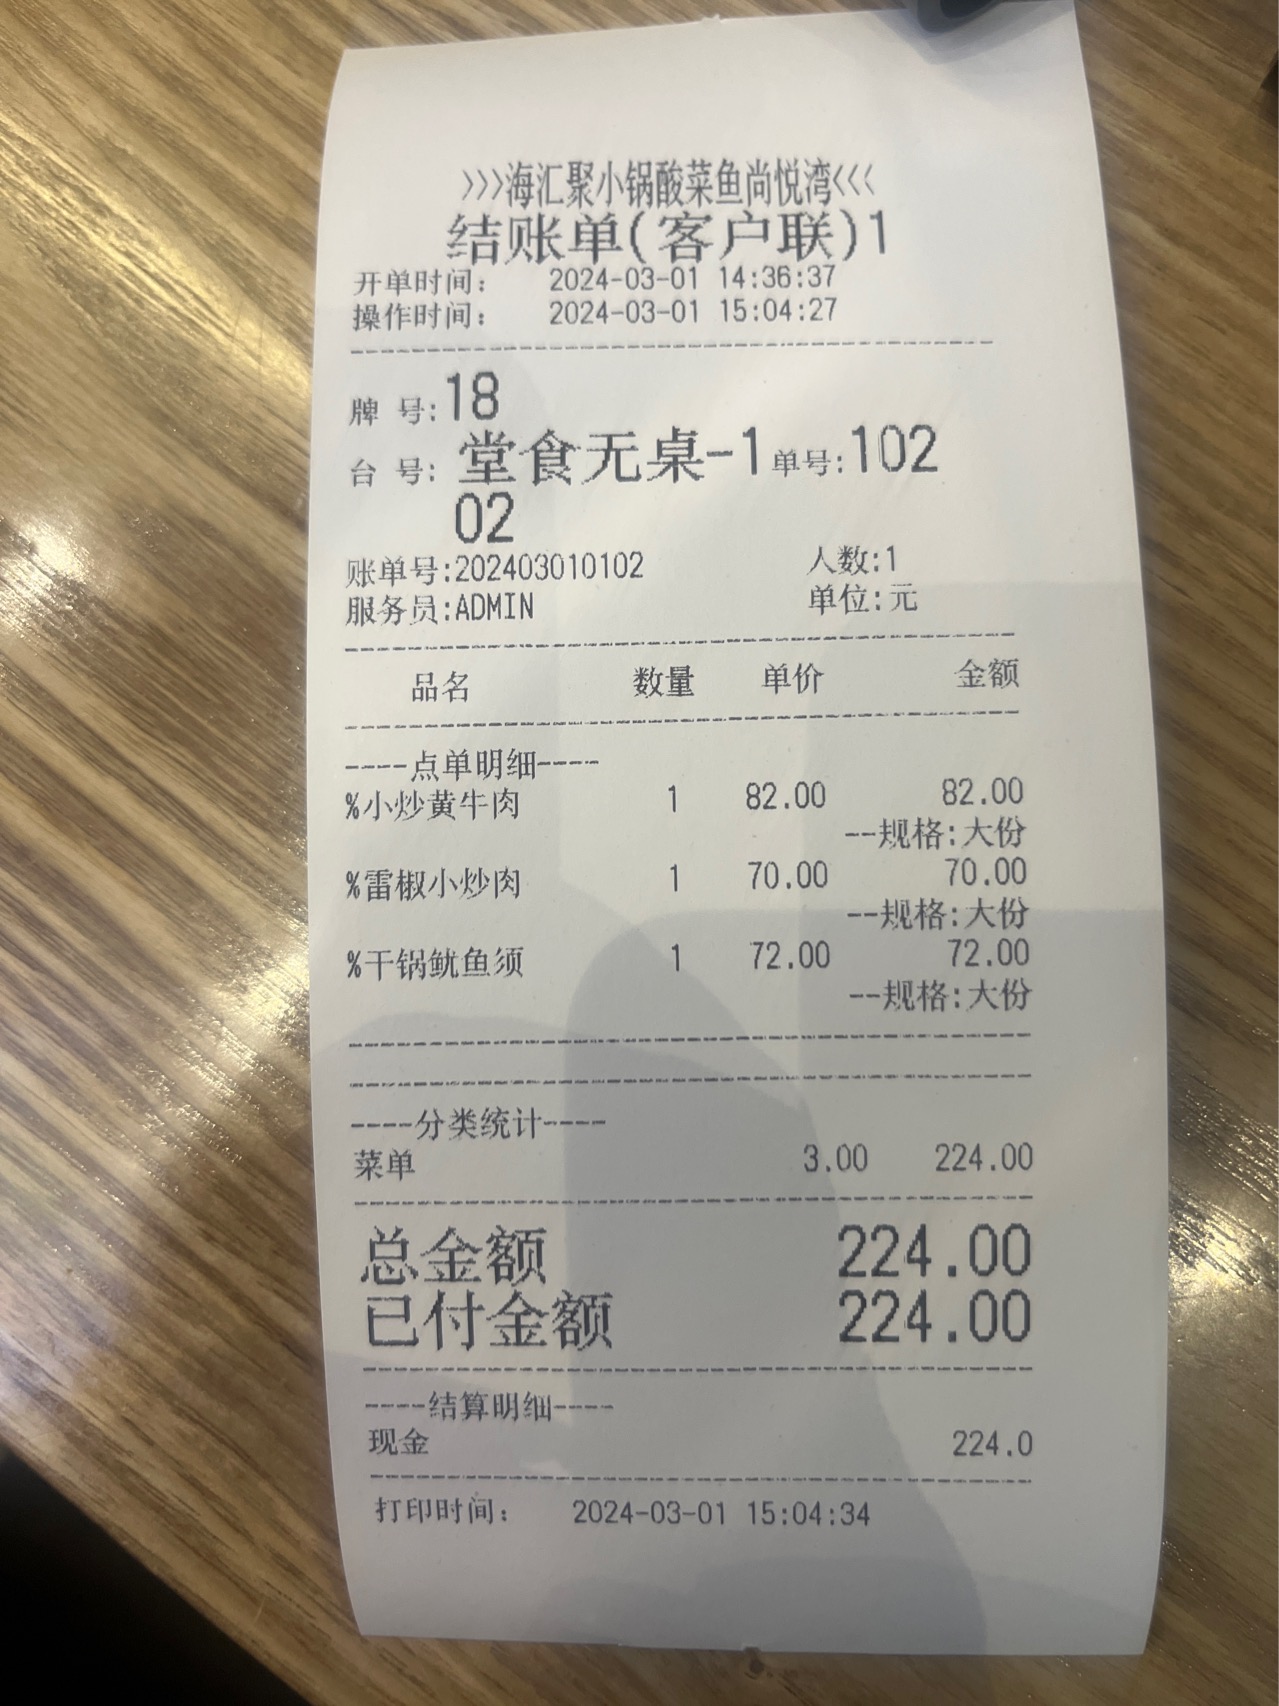 >>>海汇聚小锅酸菜鱼尚悦湾<<<
结账单(客户联)1
开单时间: 2024-03-01 14:36:37
操作时间: 2024-03-01 15:04:27
牌 号:18
台 号: 堂食无桌-1 单号:102
02
账单号:202403010102 人数:1
服务员:ADMIN 单位:元
品名 数量 单价 金额
----点单明细----
%小炒黄牛肉 1 82.00 82.00
--规格:大份
%雷椒小炒肉 1 70.00 70.00
--规格:大份
%干锅鱿鱼须 1 72.00 72.00
--规格:大份
----分类统计----
菜单 3.00 224.00
总金额 224.00
已付金额 224.00
----结算明细----
现金 224.0
打印时间: 2024-03-01 15:04:34